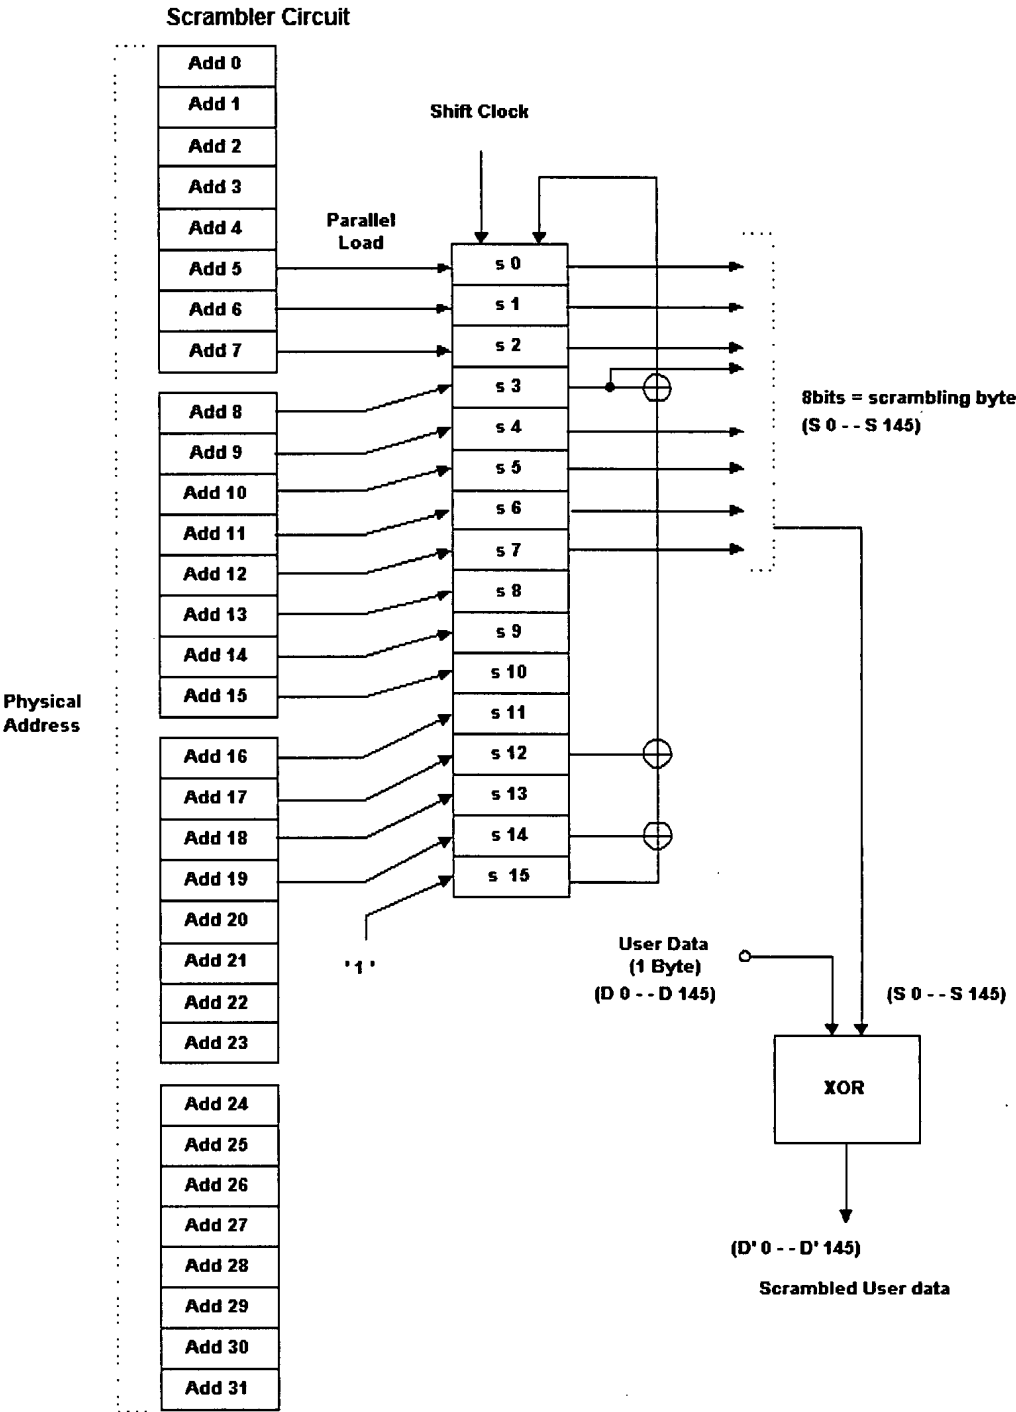 Scrambler Circuit
Add 0
Add 1
Add 2
Add 3
Add 4
Add 5
Add 6
Add 7
Add 8
Add 9
Add 10
Add 11
Add 12
Add 13
Add 14
Add 15
Add 16
Add 17
Add 18
Add 19
Add 20
Add 21
Add 22
Add 23
Add 24
Add 25
Add 26
Add 27
Add 28
Add 29
Add 30
Add 31
Physical
Address
Parallel
Load
Shift Clock
s 0
s 1
s 2
s 3
s 4
s 5
s 6
s 7
s 8
s 9
s 10
s 11
s 12
s 13
s 14
s 15
' 1 '
8bits = scrambling byte
(S 0 - - S 145)
User Data
(1 Byte)
(D 0 - - D 145)
(S 0 - - S 145)
XOR
(D' 0 - - D' 145)
Scrambled User data